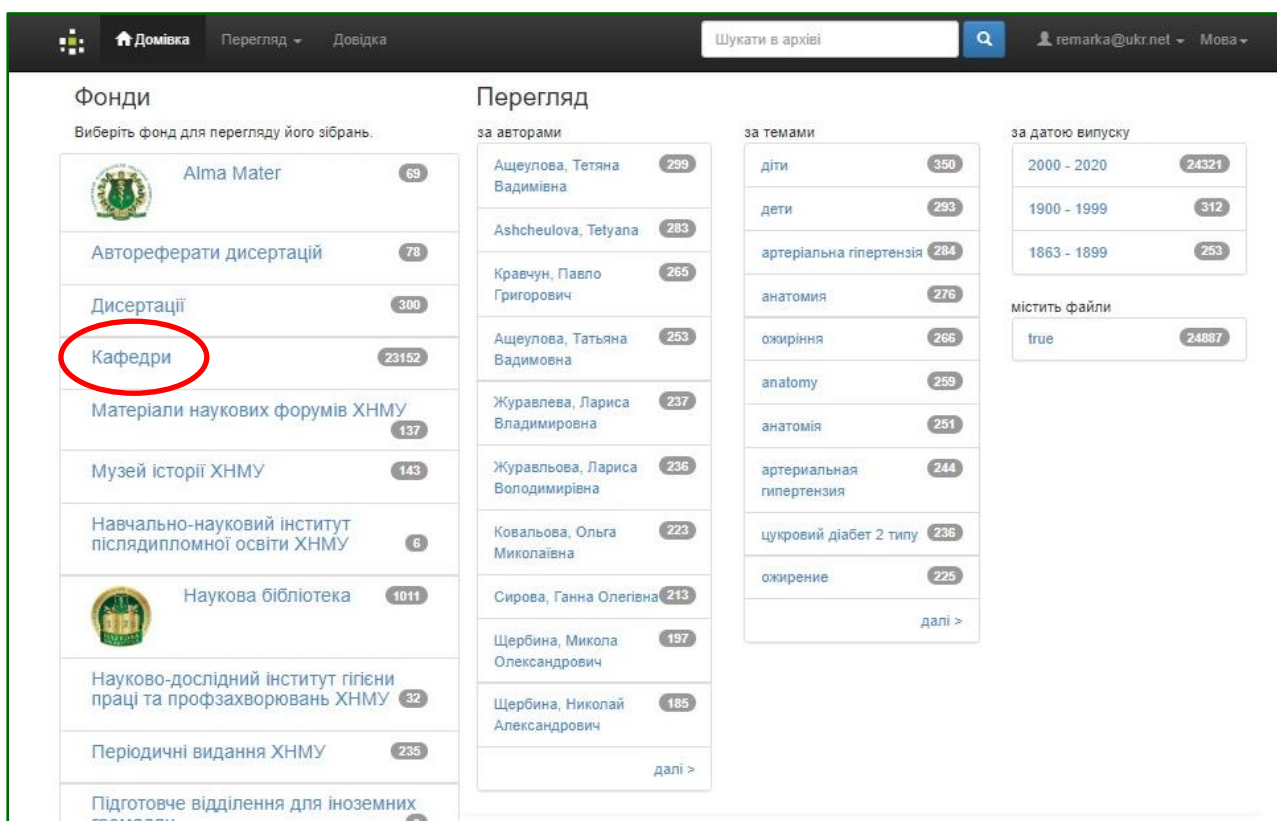 Домівка Перегляд Довідка Шукати в архіві remarka@ukr.net Мова
Фонди
Виберіть фонд для перегляду його зібрань.
Alma Mater 69
Автореферати дисертацій 78
Дисертації 300
Кафедри 23152
Матеріали наукових форумів ХНМУ
137
Музей історії ХНМУ 143
Навчально-науковий інститут
післядипломної освіти ХНМУ 6
Наукова бібліотека 1011
Науково-дослідний інститут гігієни
праці та профзахворювань ХНМУ 32
Періодичні видання ХНМУ 235
Підготовче відділення для іноземних
Перегляд
за авторами
Ащеулова, Тетяна 299
Вадимівна
Ashcheulova, Tetyana 283
Кравчун, Павло 265
Григорович
Ащеулова, Татьяна 253
Вадимовна
Журавлева, Лариса 237
Владимировна
Журавльова, Лариса 236
Володимирівна
Ковальова, Ольга 223
Миколаївна
Сирова, Ганна Олегівна 213
Щербина, Микола 197
Олександрович
Щербина, Николай 185
Александрович
далі >
за темами
діти 350
дети 293
артеріальна гіпертензія 284
анатомия 276
ожиріння 266
anatomy 259
анатомія 251
артериальная 244
гипертензия
цукровий діабет 2 типу 236
ожирение 225
далі >
за датою випуску
2000 - 2020 24321
1900 - 1999 312
1863 - 1899 253
містить файли
true 24887